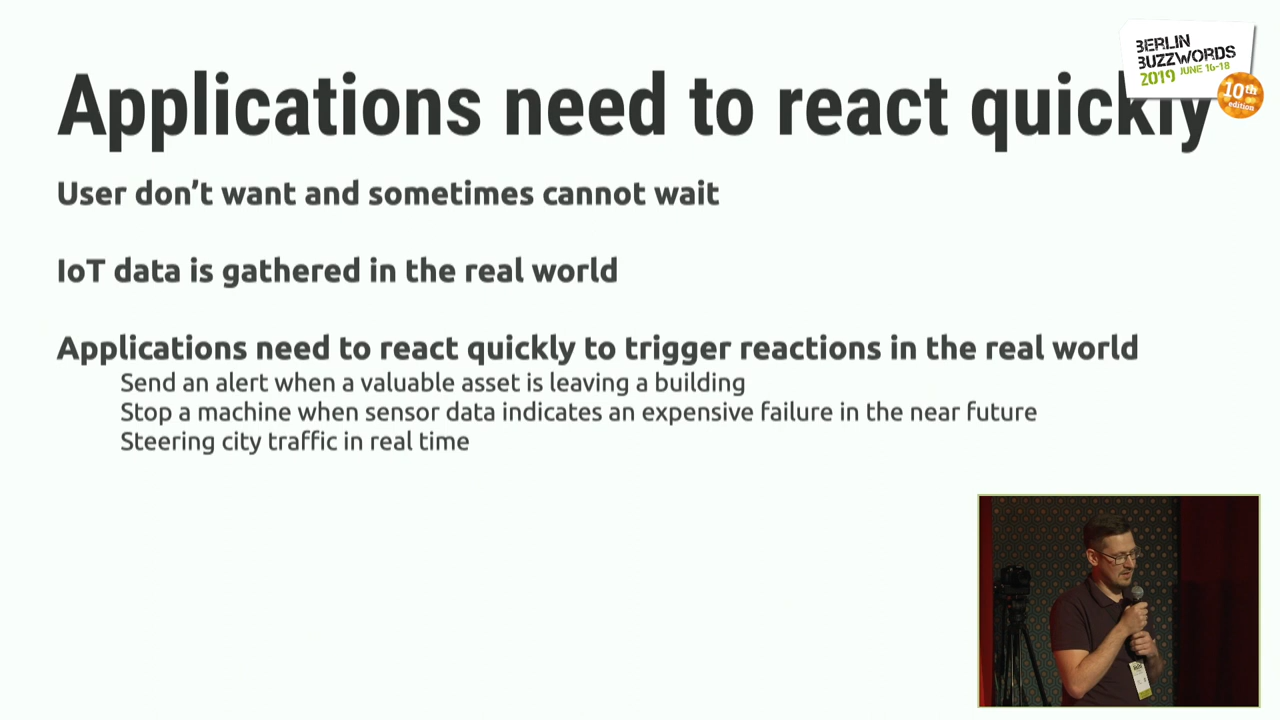 Applications need to react quickly
BERLIN
BUZZWORDS
2019 JUNE 16-18
10th
edition
User don't want and sometimes cannot wait
IoT data is gathered in the real world
Applications need to react quickly to trigger reactions in the real world
Send an alert when a valuable asset is leaving a building
Stop a machine when sensor data indicates an expensive failure in the near future
Steering city traffic in real time